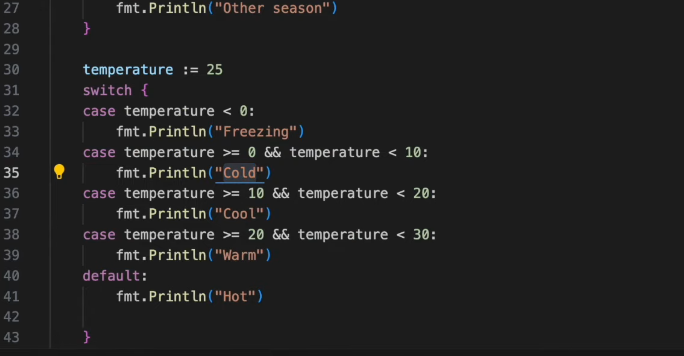 27 fmt.Println("Other season")
28 }
29
30 temperature := 25
31 switch {
32 case temperature < 0:
33 fmt.Println("Freezing")
34 case temperature >= 0 && temperature < 10:
35 fmt.Println("Cold")
36 case temperature >= 10 && temperature < 20:
37 fmt.Println("Cool")
38 case temperature >= 20 && temperature < 30:
39 fmt.Println("Warm")
40 default:
41 fmt.Println("Hot")
42
43 }